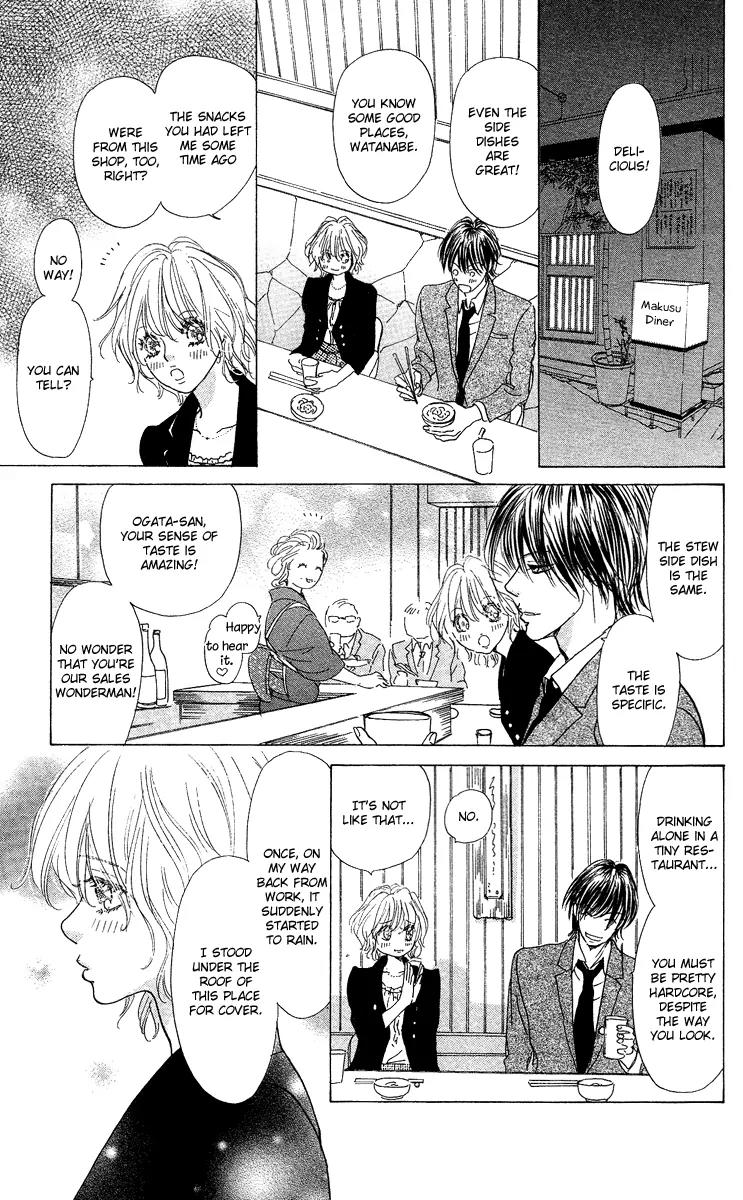 DELI-
CIOUS!
Makusu
Diner
EVEN THE
SIDE
DISHES
ARE
GREAT!
YOU KNOW
SOME GOOD
PLACES,
WATANABE.
THE SNACKS
YOU HAD LEFT
ME SOME
TIME AGO
WERE
FROM THIS
SHOP, TOO,
RIGHT?
NO
WAY!
YOU CAN
TELL?
THE STEW
SIDE DISH
IS THE
SAME.
THE
TASTE IS
SPECIFIC.
OGATA-SAN,
YOUR SENSE OF
TASTE IS
AMAZING!
Happy
to hear
it.
♡
NO WONDER
THAT YOU'RE
OUR SALES
WONDERMAN!
DRINKING
ALONE IN A
TINY RES-
TAURANT...
YOU MUST
BE PRETTY
HARDCORE,
DESPITE
THE WAY
YOU LOOK.
NO.
IT'S NOT
LIKE THAT...
ONCE, ON
MY WAY
BACK FROM
WORK, IT
SUDDENLY
STARTED
TO RAIN.
I STOOD
UNDER THE
ROOF OF
THIS PLACE
FOR COVER.